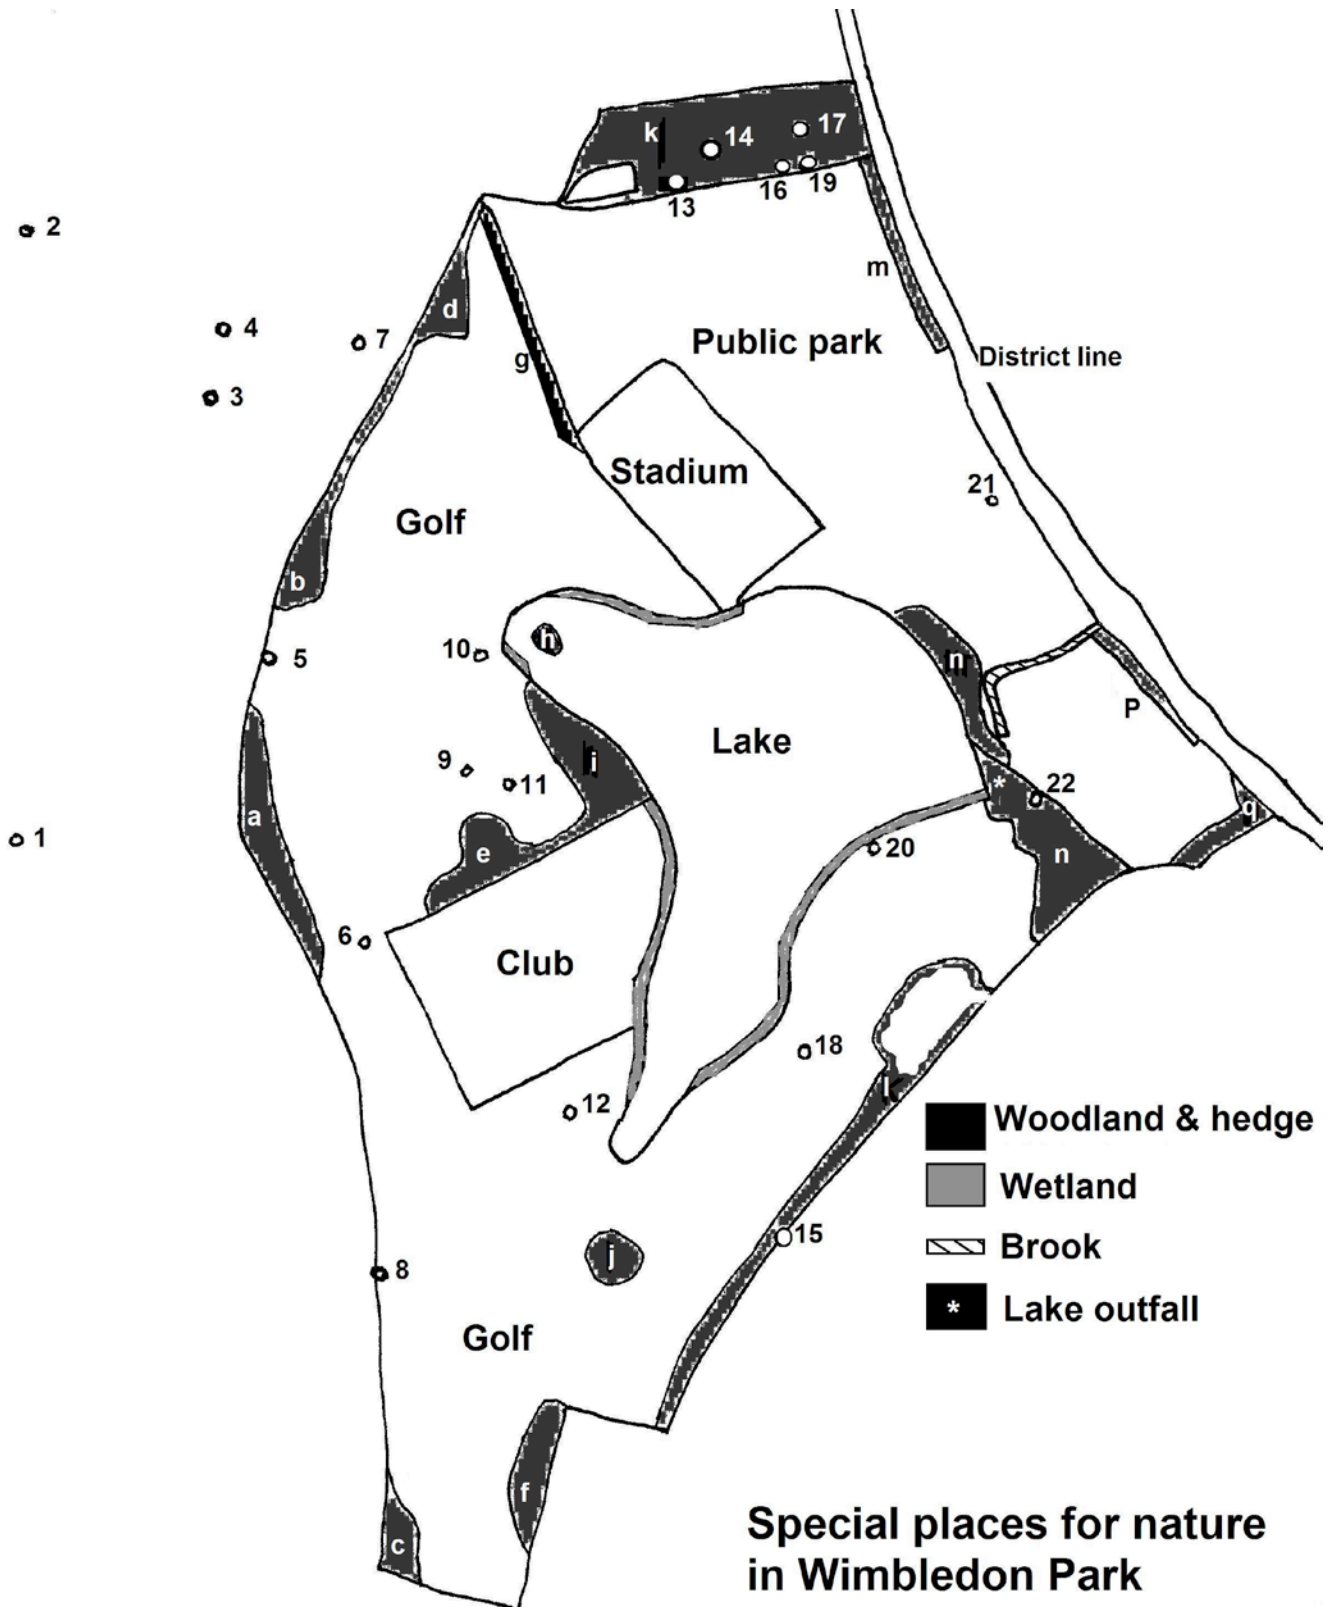 k
14
17
13
16
19
2
m
d
4
7
Public park
District line
g
3
Stadium
21
Golf
b
h
10
n
5
P
i
Lake
9
11
*
22
q
a
1
e
20
n
6
Club
18
l
12
Woodland & hedge
Wetland
15
Brook
j
8
* Lake outfall
Golf
f
c
Special places for nature
in Wimbledon Park